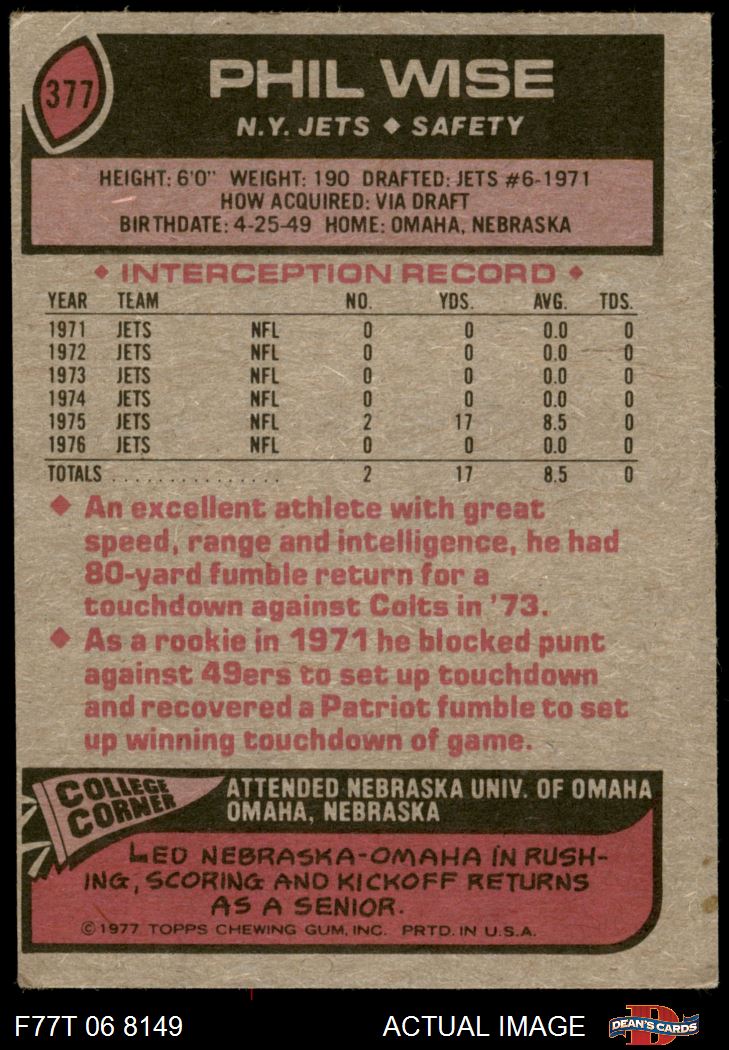 377
PHIL WISE
N.Y. JETS ◆ SAFETY
HEIGHT: 6'0" WEIGHT: 190 DRAFTED: JETS #6-1971
HOW ACQUIRED: VIA DRAFT
BIRTHDATE: 4-25-49 HOME: OMAHA, NEBRASKA
◆ INTERCEPTION RECORD ◆
YEAR TEAM NO. YDS. AVG. TDS.
1971 JETS NFL 0 0 0.0 0
1972 JETS NFL 0 0 0.0 0
1973 JETS NFL 0 0 0.0 0
1974 JETS NFL 0 0 0.0 0
1975 JETS NFL 2 17 8.5 0
1976 JETS NFL 0 0 0.0 0
TOTALS . . . . . . . . . . . . . . . . 2 17 8.5 0
◆ An excellent athlete with great
speed, range and intelligence, he had
80-yard fumble return for a
touchdown against Colts in '73.
◆ As a rookie in 1971 he blocked punt
against 49ers to set up touchdown
and recovered a Patriot fumble to set
up winning touchdown of game.
COLLEGE
CORNER
ATTENDED NEBRASKA UNIV. OF OMAHA
OMAHA, NEBRASKA
LED NEBRASKA-OMAHA IN RUSH-
ING, SCORING AND KICKOFF RETURNS
AS A SENIOR.
©1977 TOPPS CHEWING GUM, INC. PRTD. IN U.S.A.
F77T 06 8149 ACTUAL IMAGE
D
DEAN'S CARDS